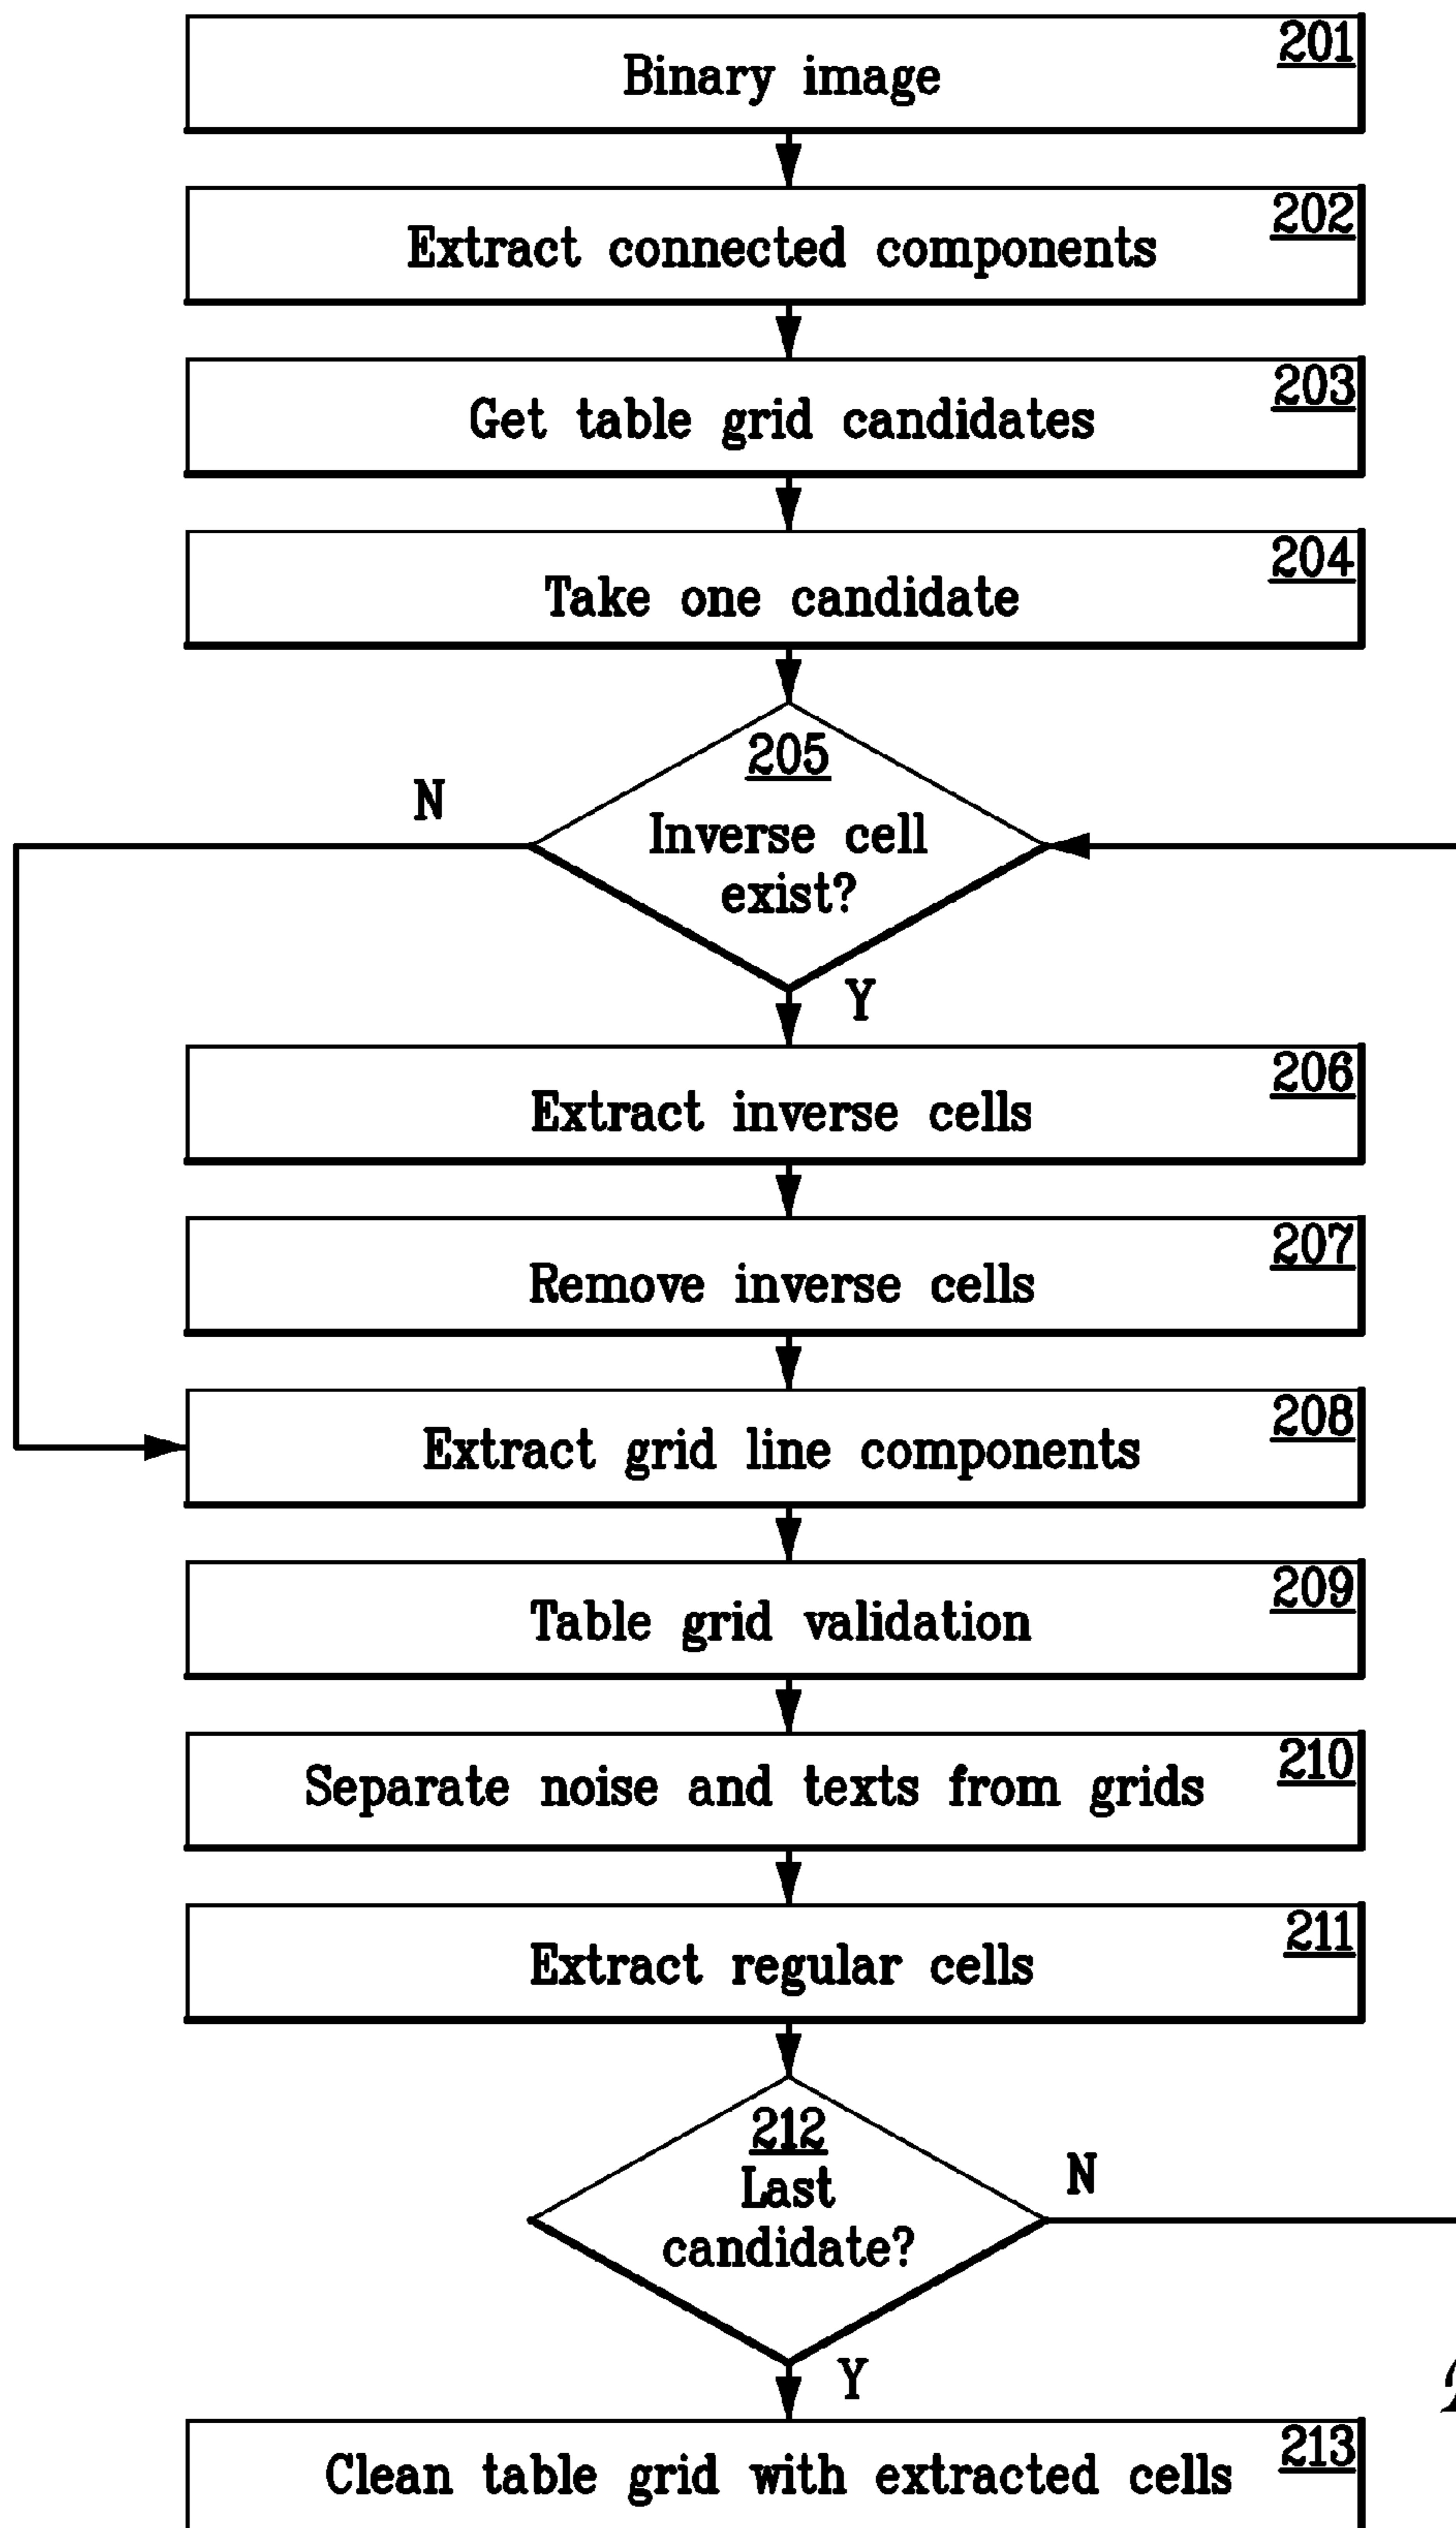 201
Binary image
202
Extract connected components
203
Get table grid candidates
204
Take one candidate
205
Inverse cell
exist?
N
Y
206
Extract inverse cells
207
Remove inverse cells
208
Extract grid line components
209
Table grid validation
210
Separate noise and texts from grids
211
Extract regular cells
212
Last
candidate?
N
Y
213
Clean table grid with extracted cells